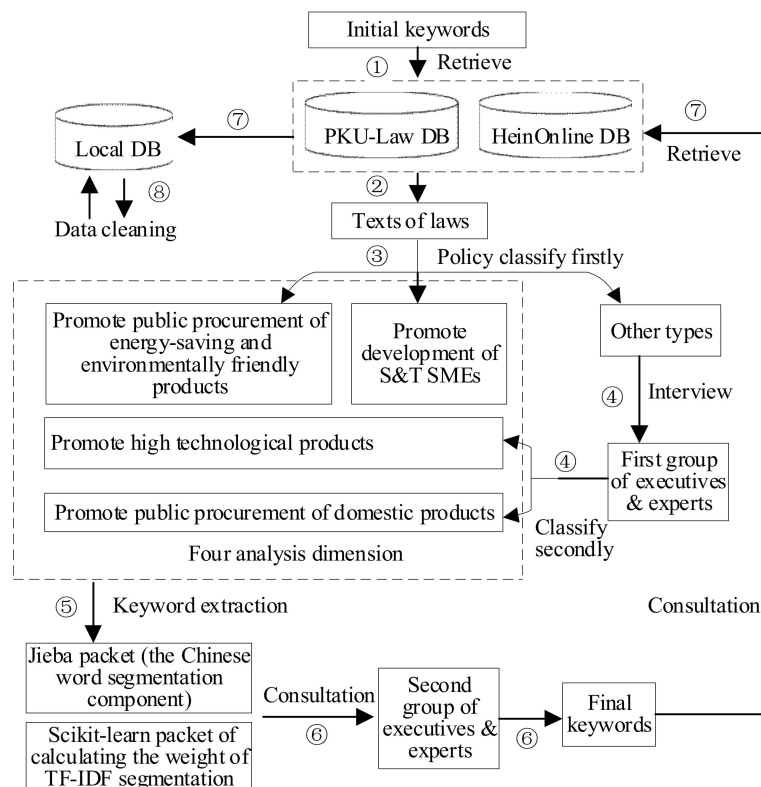 Initial keywords
① Retrieve
⑦
PKU-Law DB
HeinOnline DB
⑦
Local DB
Retrieve
⑧
②
Data cleaning
Texts of laws
③
Policy classify firstly
Promote public procurement of
energy-saving and
environmentally friendly
products
Promote
development of
S&T SMEs
Other types
④ Interview
Promote high technological products
④
First group
of executives
& experts
Promote public procurement of domestic products
Classify
secondly
Four analysis dimension
⑤ Keyword extraction
Consultation
Jieba packet (the Chinese
word segmentation
component)
Scikit-learn packet of
calculating the weight of
TF-IDF segmentation
Consultation
⑥
Second
group of
executives &
experts
⑥
Final
keywords